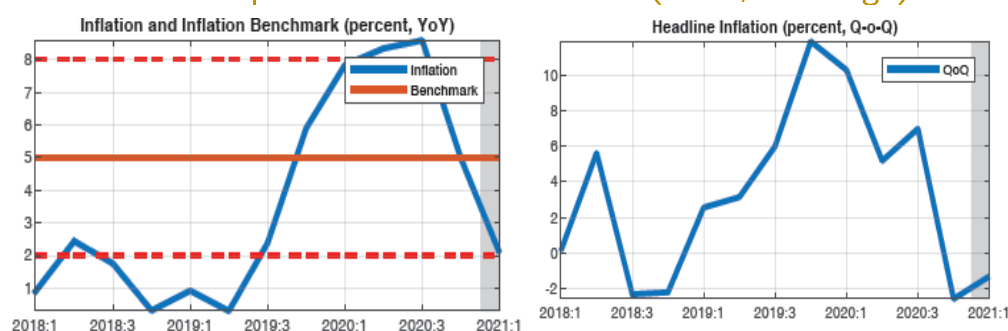 Inflation and Inflation Benchmark (percent, YoY)
8
7
6
5
4
3
2
1
Inflation
Benchmark
2018:1 2018:3 2019:1 2019:3 2020:1 2020:3 2021:1
Headline Inflation (percent, Q-o-Q)
10
8
6
4
2
0
-2
QoQ
2018:1 2018:3 2019:1 2019:3 2020:1 2020:3 2021:1